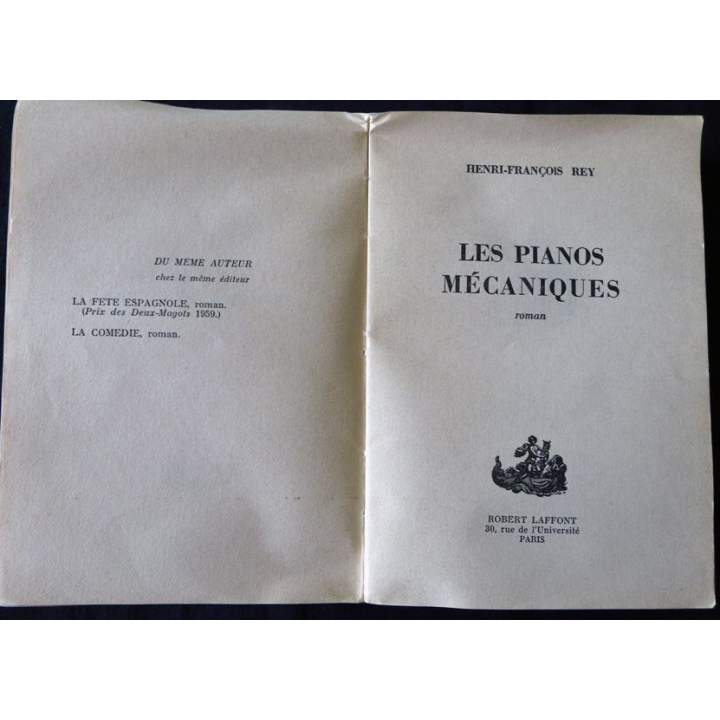 DU MEME AUTEUR
chez le même éditeur
LA FETE ESPAGNOLE, roman.
(Prix des Deux-Magots 1959.)
LA COMEDIE, roman.
HENRI-FRANÇOIS REY
LES PIANOS
MÉCANIQUES
roman
ROBERT LAFFONT
30, rue de l'Université
PARIS